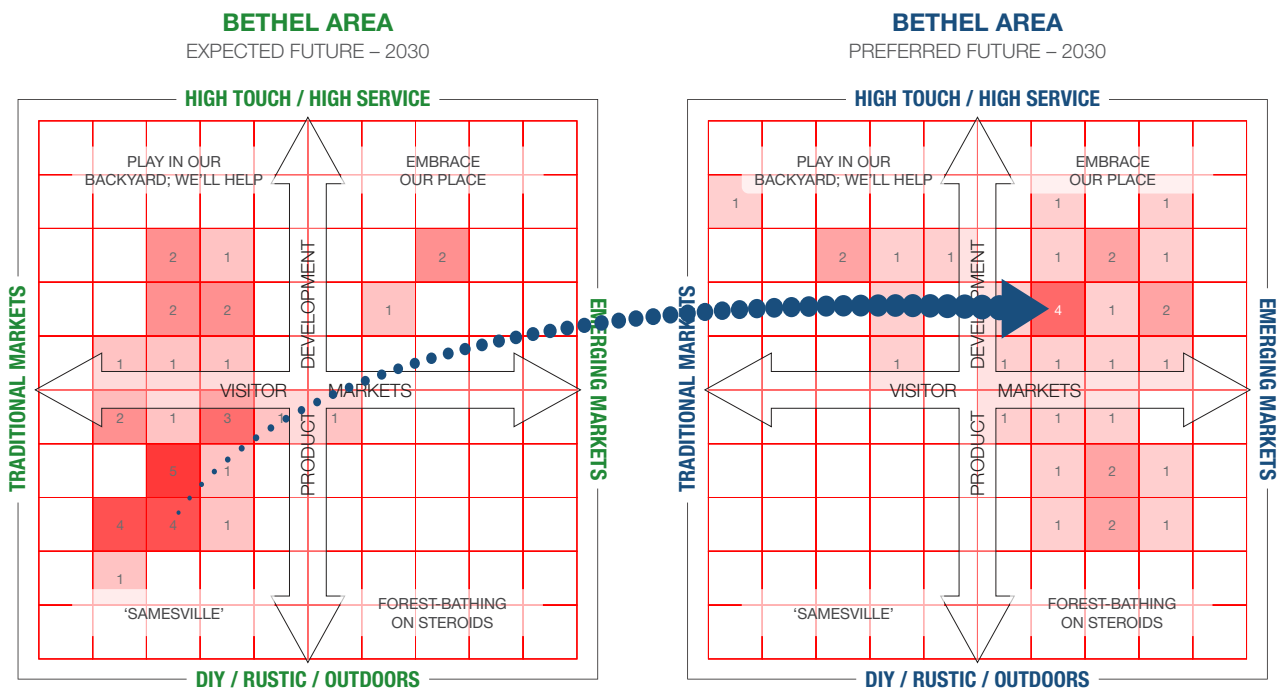 BETHEL AREA
EXPECTED FUTURE – 2030
HIGH TOUCH / HIGH SERVICE
PLAY IN OUR
BACKYARD; WE'LL HELP
EMBRACE
OUR PLACE
2 1 2
2 2 1
1 1 1
TRADITIONAL MARKETS
EMERGING MARKETS
VISITOR MARKETS
PRODUCT DEVELOPMENT
2 1 3 1 1
5 1
4 4 1
1
'SAMESVILLE'
FOREST-BATHING
ON STEROIDS
DIY / RUSTIC / OUTDOORS
BETHEL AREA
PREFERRED FUTURE – 2030
HIGH TOUCH / HIGH SERVICE
PLAY IN OUR
BACKYARD; WE'LL HELP
EMBRACE
OUR PLACE
1 1 1
2 1 1 1 2 1
4 1 2
1 1 1 1 1
TRADITIONAL MARKETS
EMERGING MARKETS
VISITOR MARKETS
PRODUCT DEVELOPMENT
1 1 1
1 2 1
1 2 1
'SAMESVILLE'
FOREST-BATHING
ON STEROIDS
DIY / RUSTIC / OUTDOORS